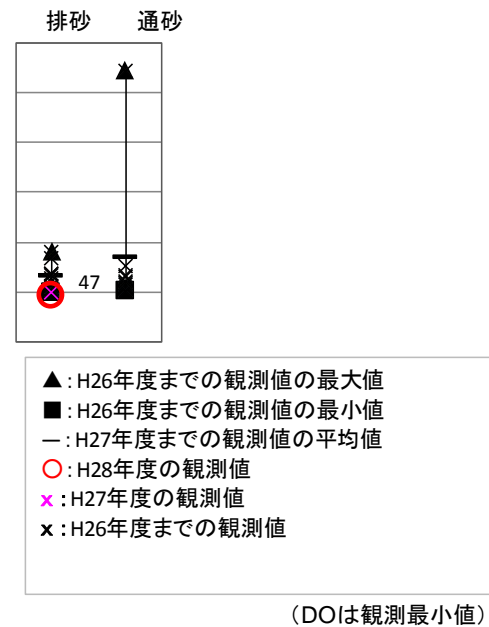 排砂 通砂
47
▲:H26年度までの観測値の最大値
■:H26年度までの観測値の最小値
―:H27年度までの観測値の平均値
○:H28年度の観測値
×:H27年度の観測値
×:H26年度までの観測値
(DOは観測最小値)